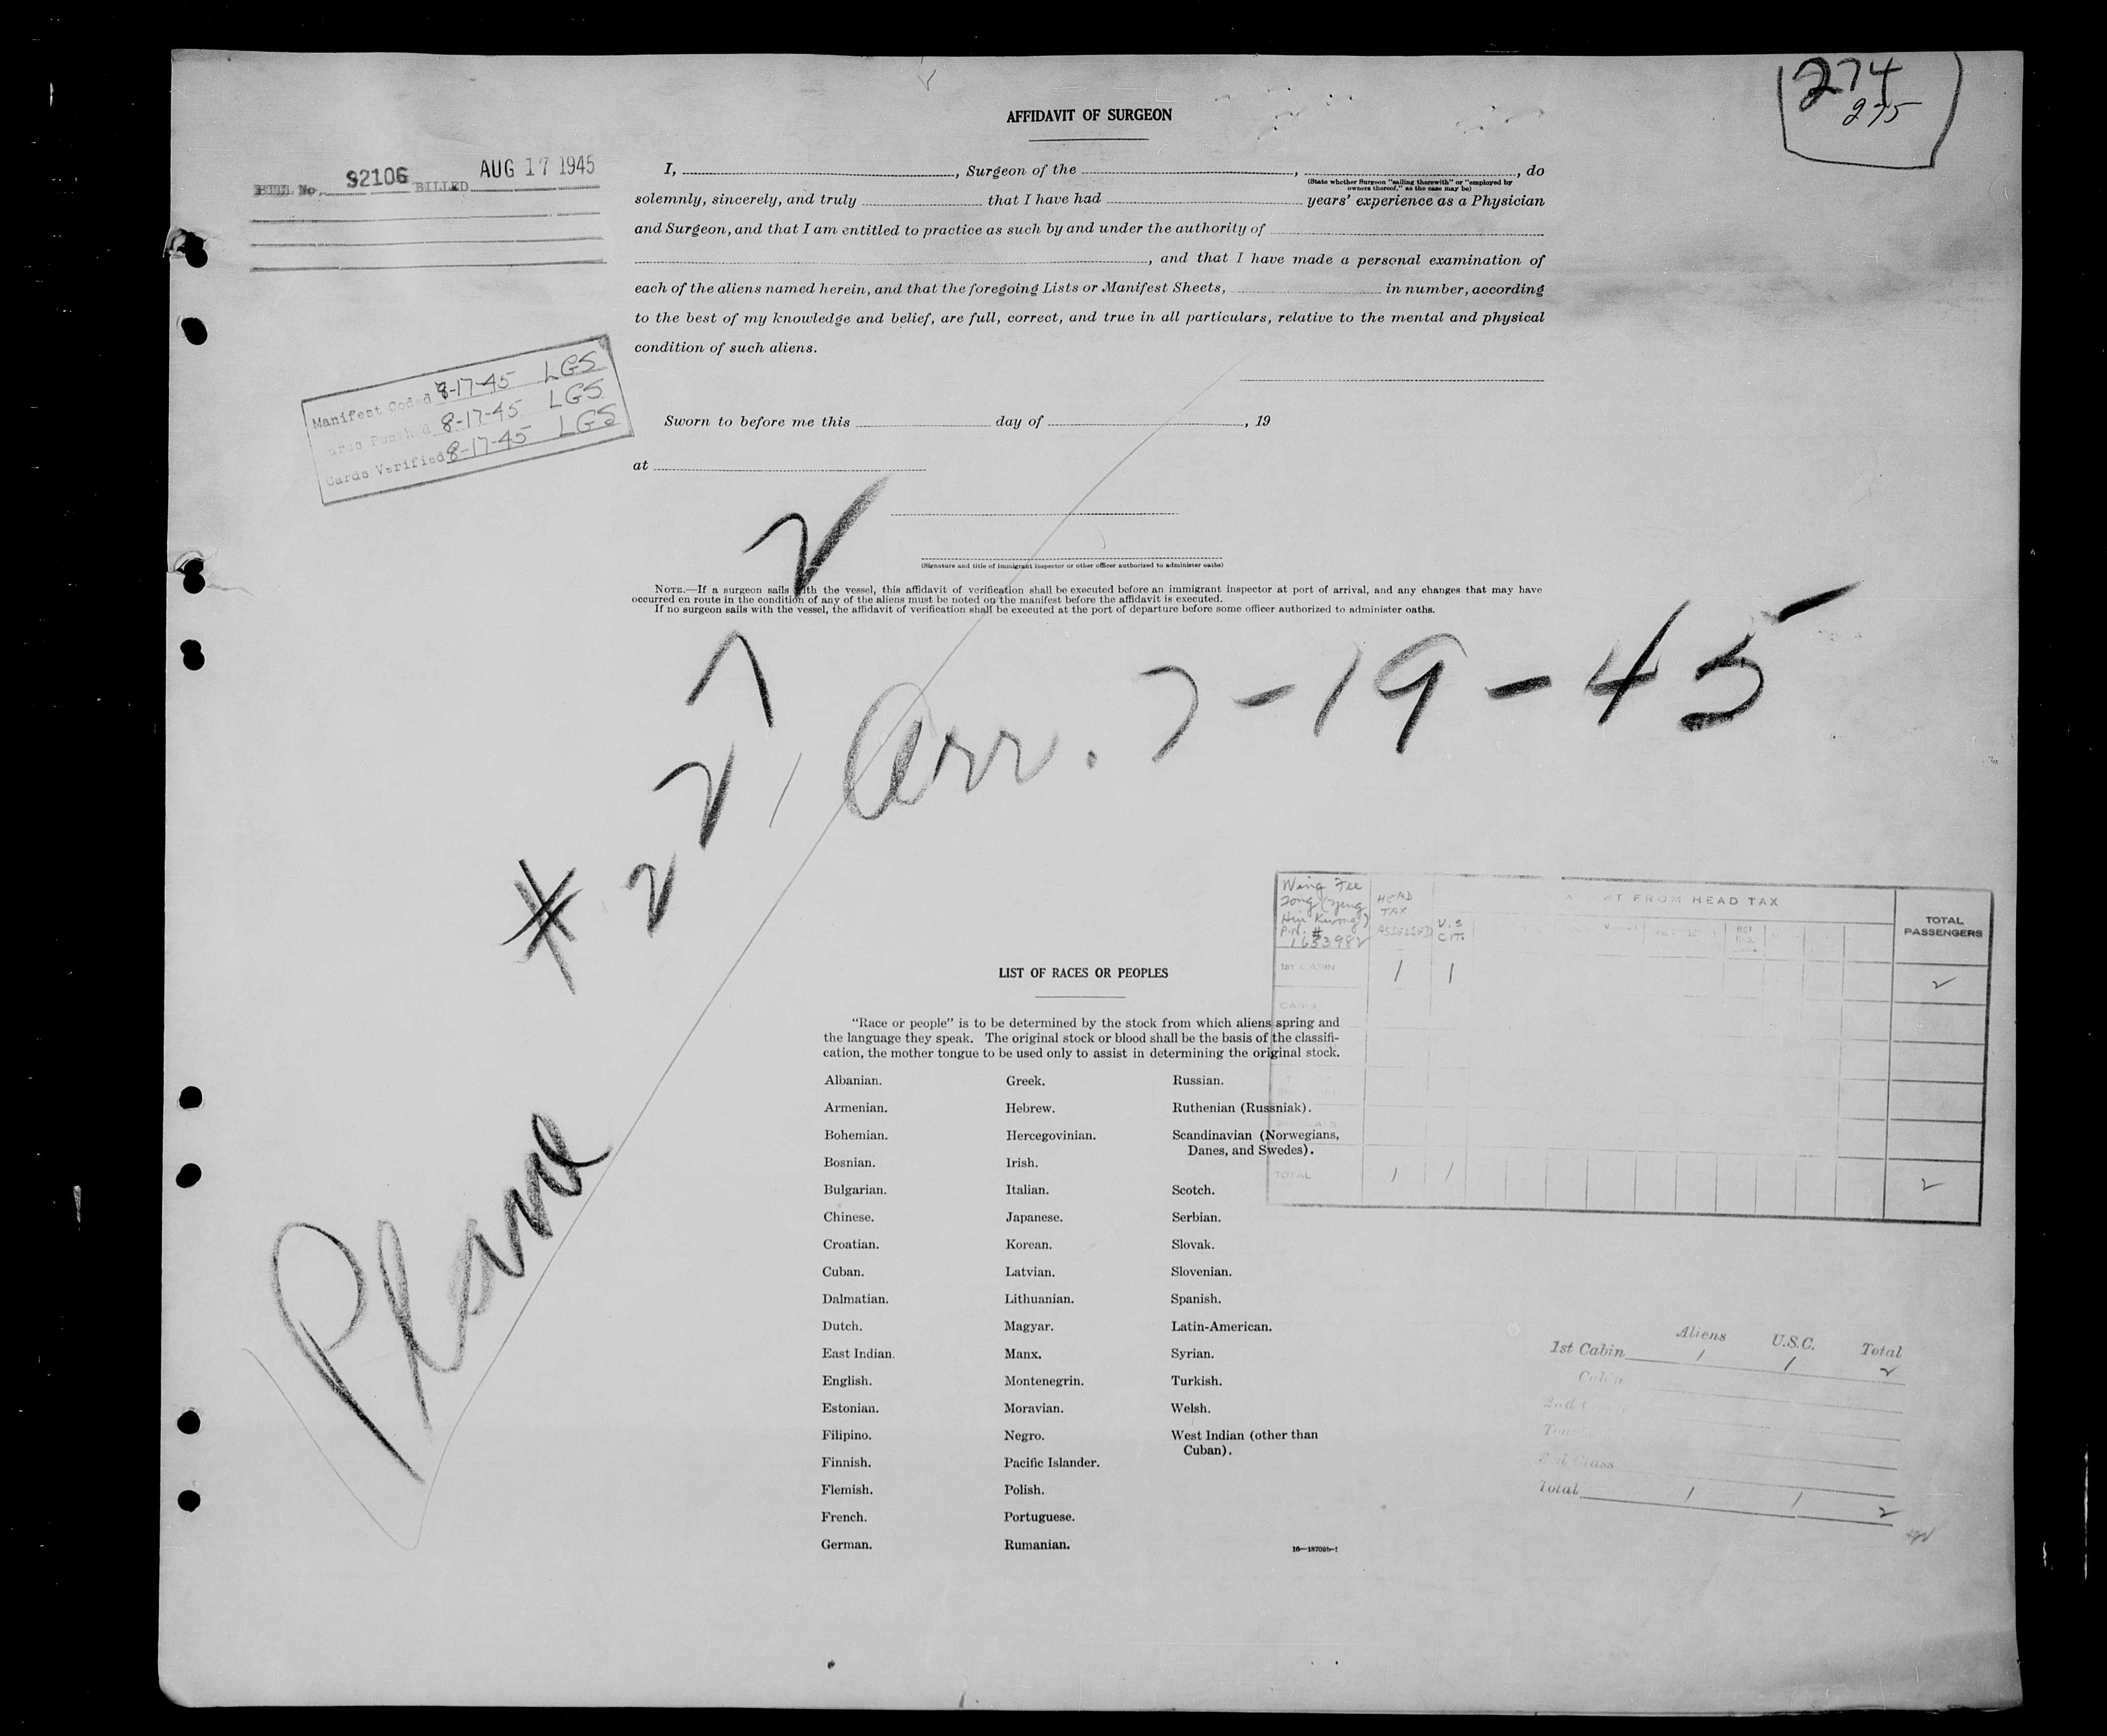 274
275
AFFIDAVIT OF SURGEON
BILL No. 92106 BILLED AUG 17 1945
I, , Surgeon of the , , do
(State whether Surgeon "sailing therewith" or "employed by
owners thereof," as the case may be)
solemnly, sincerely, and truly that I have had years' experience as a Physician
and Surgeon, and that I am entitled to practice as such by and under the authority of
, and that I have made a personal examination of
each of the aliens named herein, and that the foregoing Lists or Manifest Sheets, in number, according
to the best of my knowledge and belief, are full, correct, and true in all particulars, relative to the mental and physical
condition of such aliens.
Manifest Coded 8-17-45 LGS
8-17-45 LGS
Cards Verified 8-17-45 LGS
Sworn to before me this day of , 19
at
(Signature and title of immigrant inspector or other officer authorized to administer oaths)
NOTE.—If a surgeon sails with the vessel, this affidavit of verification shall be executed before an immigrant inspector at port of arrival, and any changes that may have
occurred en route in the condition of any of the aliens must be noted on the manifest before the affidavit is executed.
If no surgeon sails with the vessel, the affidavit of verification shall be executed at the port of departure before some officer authorized to administer oaths.
Plane # 2272, Arr. 7-19-45
Wing Fee
Tong (
Hin Kwong)
P.N. #
HEAD
TAX
ASSESSED
U.S
CIT.
FROM HEAD TAX
TOTAL
PASSENGERS
1st CABIN 1 1 2
CABIN
TOTAL 1 1 2
LIST OF RACES OR PEOPLES
"Race or people" is to be determined by the stock from which aliens spring and
the language they speak. The original stock or blood shall be the basis of the classifi-
cation, the mother tongue to be used only to assist in determining the original stock.
Albanian. Greek. Russian.
Armenian. Hebrew. Ruthenian (Russniak).
Bohemian. Hercegovinian. Scandinavian (Norwegians,
Danes, and Swedes).
Bosnian. Irish.
Bulgarian. Italian. Scotch.
Chinese. Japanese. Serbian.
Croatian. Korean. Slovak.
Cuban. Latvian. Slovenian.
Dalmatian. Lithuanian. Spanish.
Dutch. Magyar. Latin-American.
East Indian. Manx. Syrian.
English. Montenegrin. Turkish.
Estonian. Moravian. Welsh.
Filipino. Negro. West Indian (other than
Cuban).
Finnish. Pacific Islander.
Flemish. Polish.
French. Portuguese.
German. Rumanian.
16—18709b-1
Aliens U.S.C. Total
1st Cabin 1 1 2
Cabin
2nd
Total 1 1 2